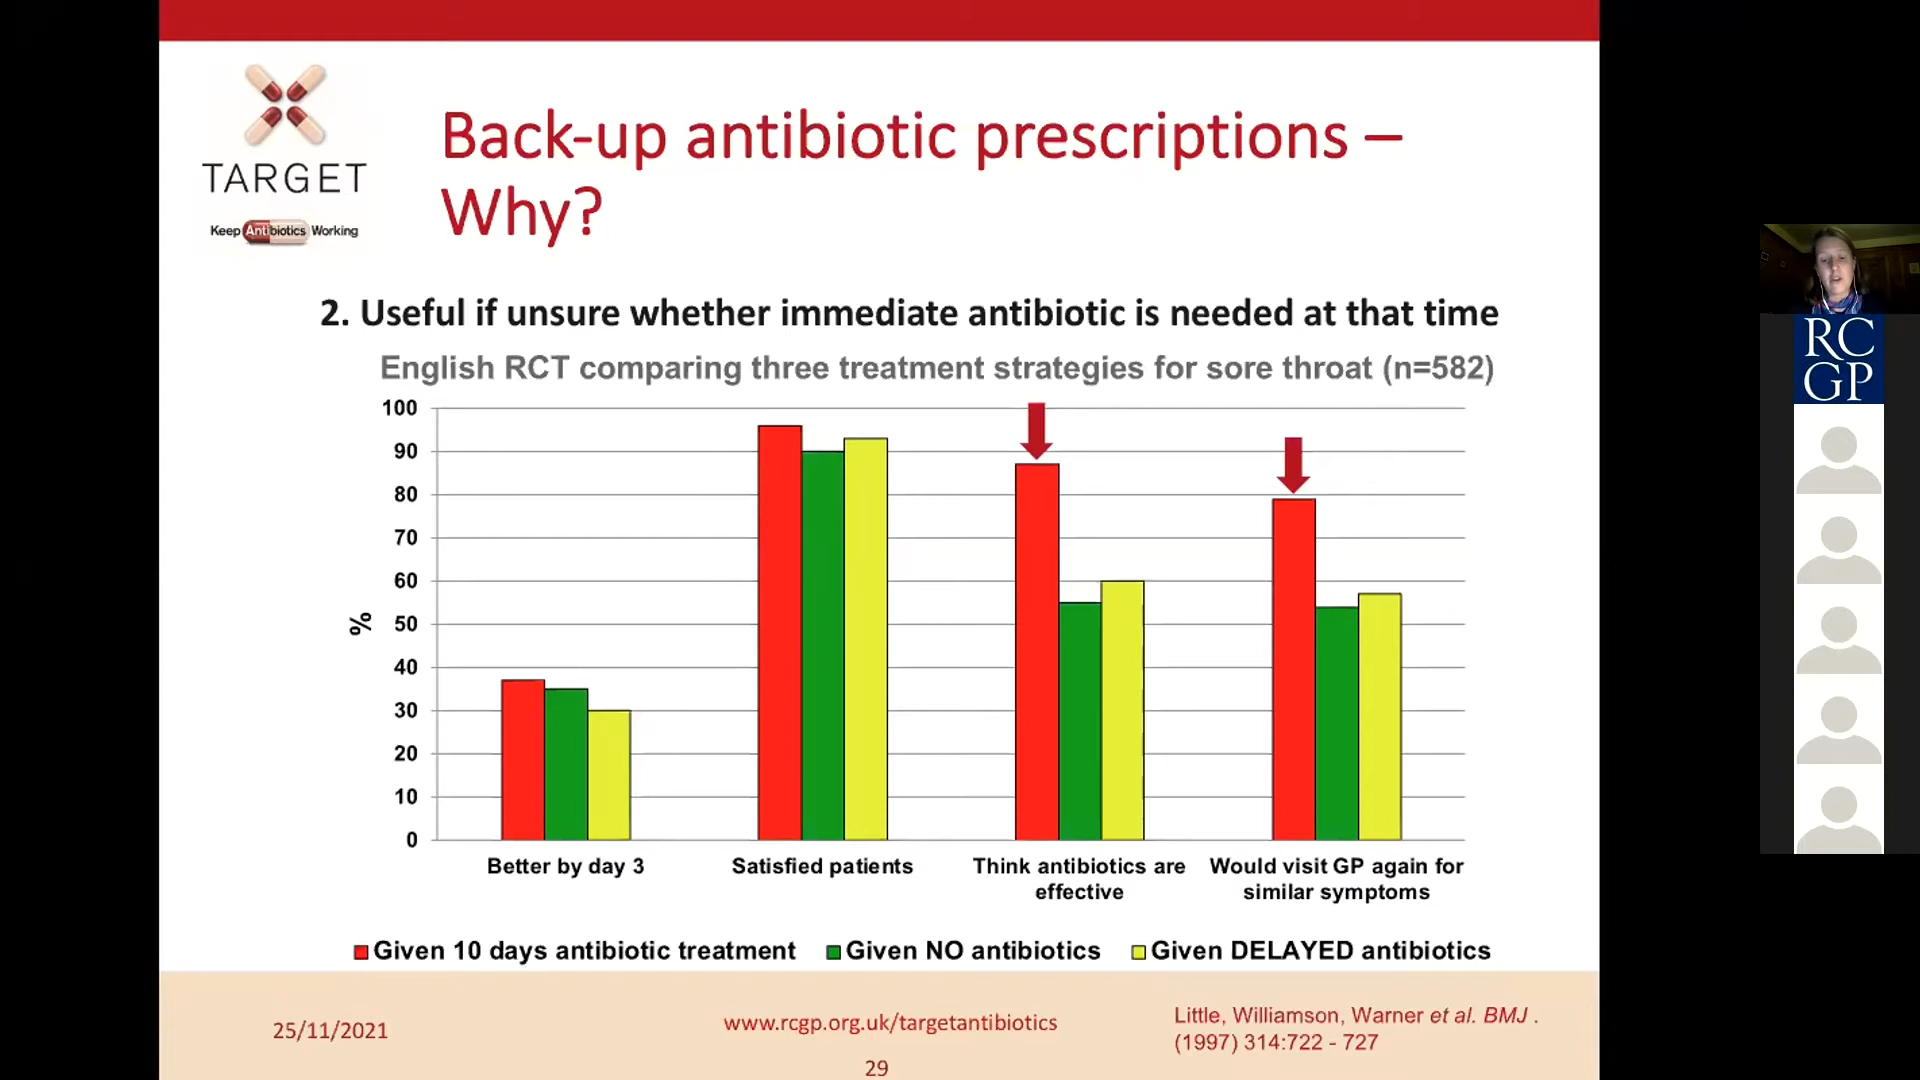 TARGET
Keep Antibiotics Working
Back-up antibiotic prescriptions –
Why?
2. Useful if unsure whether immediate antibiotic is needed at that time
English RCT comparing three treatment strategies for sore throat (n=582)
100
90
80
70
60
50
40
30
20
10
0
%
Better by day 3
Satisfied patients
Think antibiotics are
effective
Would visit GP again for
similar symptoms
Given 10 days antibiotic treatment
Given NO antibiotics
Given DELAYED antibiotics
25/11/2021
www.rcgp.org.uk/targetantibiotics
29
Little, Williamson, Warner et al. BMJ .
(1997) 314:722 - 727
RC
GP